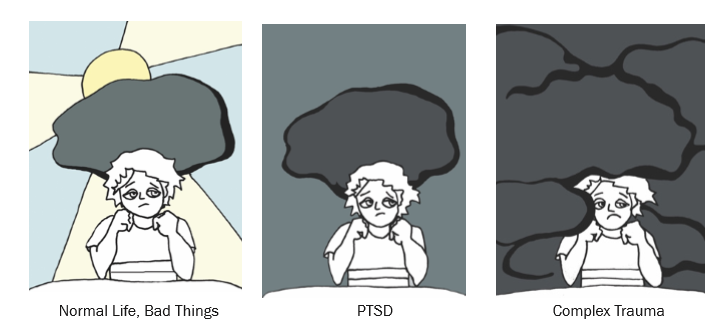 Normal Life, Bad Things
PTSD
Complex Trauma